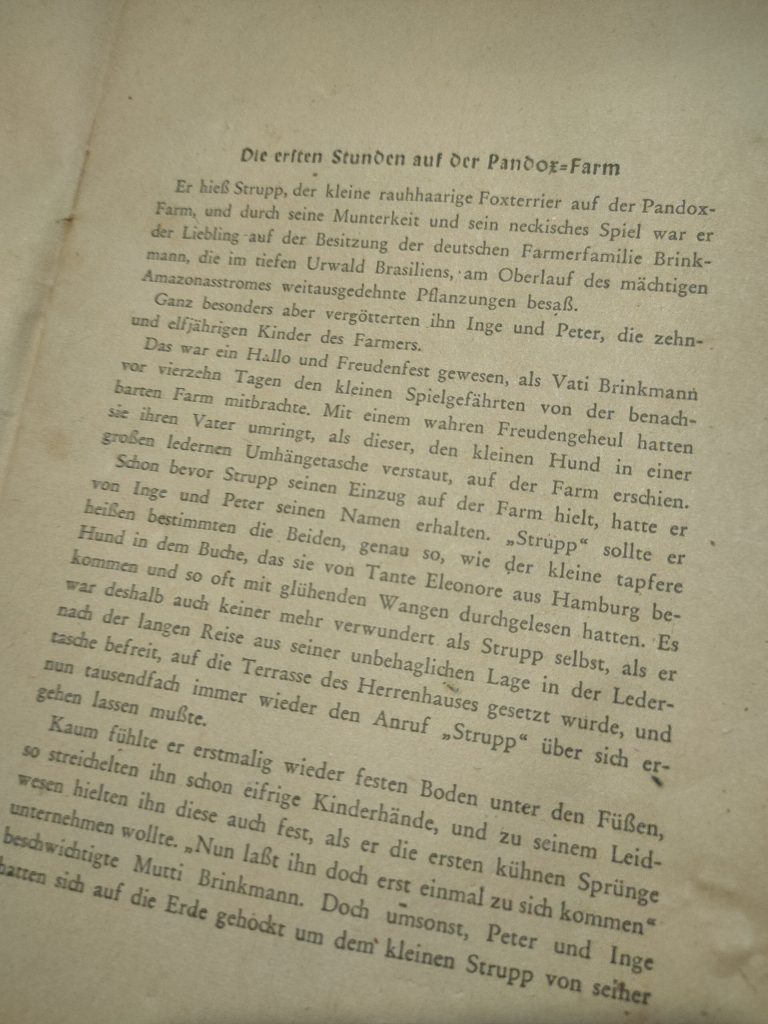 Die ersten Stunden auf der Pandox=Farm
Er hieß Strupp, der kleine rauhhaarige Foxterrier auf der Pandox-
Farm, und durch seine Munterkeit und sein neckisches Spiel war er
der Liebling auf der Besitzung der deutschen Farmerfamilie Brink-
mann, die im tiefen Urwald Brasiliens, am Oberlauf des mächtigen
Amazonasstromes weitausgedehnte Pflanzungen besaß.
Ganz besonders aber vergötterten ihn Inge und Peter, die zehn-
und elfjährigen Kinder des Farmers.
Das war ein Hallo und Freudenfest gewesen, als Vati Brinkmann
vor vierzehn Tagen den kleinen Spielgefährten von der benach-
barten Farm mitbrachte. Mit einem wahren Freudengeheul hatten
sie ihren Vater umringt, als dieser, den kleinen Hund in einer
großen ledernen Umhängetasche verstaut, auf der Farm erschien.
Schon bevor Strupp seinen Einzug auf der Farm hielt, hatte er
von Inge und Peter seinen Namen erhalten. „Strupp“ sollte er
heißen bestimmten die Beiden, genau so, wie der kleine tapfere
Hund in dem Buche, das sie von Tante Eleonore aus Hamburg be-
kommen und so oft mit glühenden Wangen durchgelesen hatten. Es
war deshalb auch keiner mehr verwundert als Strupp selbst, als er
nach der langen Reise aus seiner unbehaglichen Lage in der Leder-
tasche befreit, auf die Terrasse des Herrenhauses gesetzt wurde, und
nun tausendfach immer wieder den Anruf „Strupp“ über sich er-
gehen lassen mußte.
Kaum fühlte er erstmalig wieder festen Boden unter den Füßen,
so streichelten ihn schon eifrige Kinderhände, und zu seinem Leid-
wesen hielten ihn diese auch fest, als er die ersten kühnen Sprünge
unternehmen wollte. „Nun laßt ihn doch erst einmal zu sich kommen“
beschwichtigte Mutti Brinkmann. Doch umsonst, Peter und Inge
hatten sich auf die Erde gehockt um dem kleinen Strupp von seiner